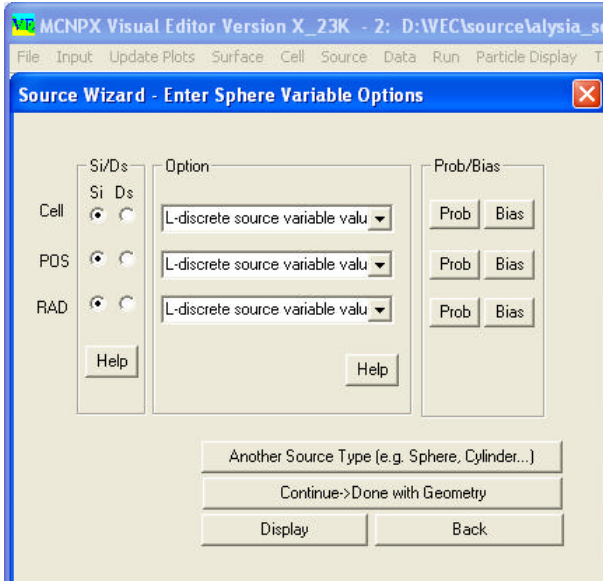 VE MCNPX Visual Editor Version X_23K - 2: D:\VEC\source\alysia_s
File Input Update Plots Surface Cell Source Data Run Particle Display T
Source Wizard - Enter Sphere Variable Options
Si/Ds Option Prob/Bias
Si Ds
Cell L-discrete source variable valu Prob Bias
POS L-discrete source variable valu Prob Bias
RAD L-discrete source variable valu Prob Bias
Help Help
Another Source Type (e.g. Sphere, Cylinder...)
Continue->Done with Geometry
Display Back